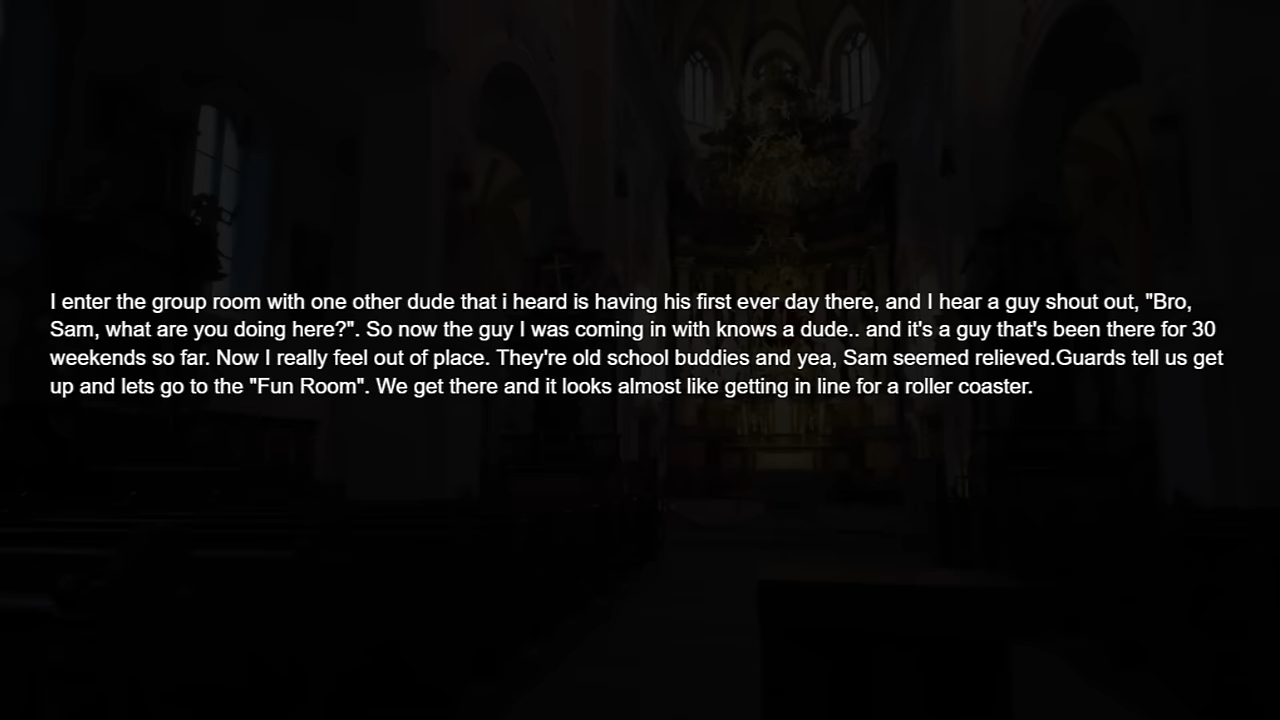 I enter the group room with one other dude that i heard is having his first ever day there, and I hear a guy shout out, "Bro,
Sam, what are you doing here?". So now the guy I was coming in with knows a dude.. and it's a guy that's been there for 30
weekends so far. Now I really feel out of place. They're old school buddies and yea, Sam seemed relieved.Guards tell us get
up and lets go to the "Fun Room". We get there and it looks almost like getting in line for a roller coaster.